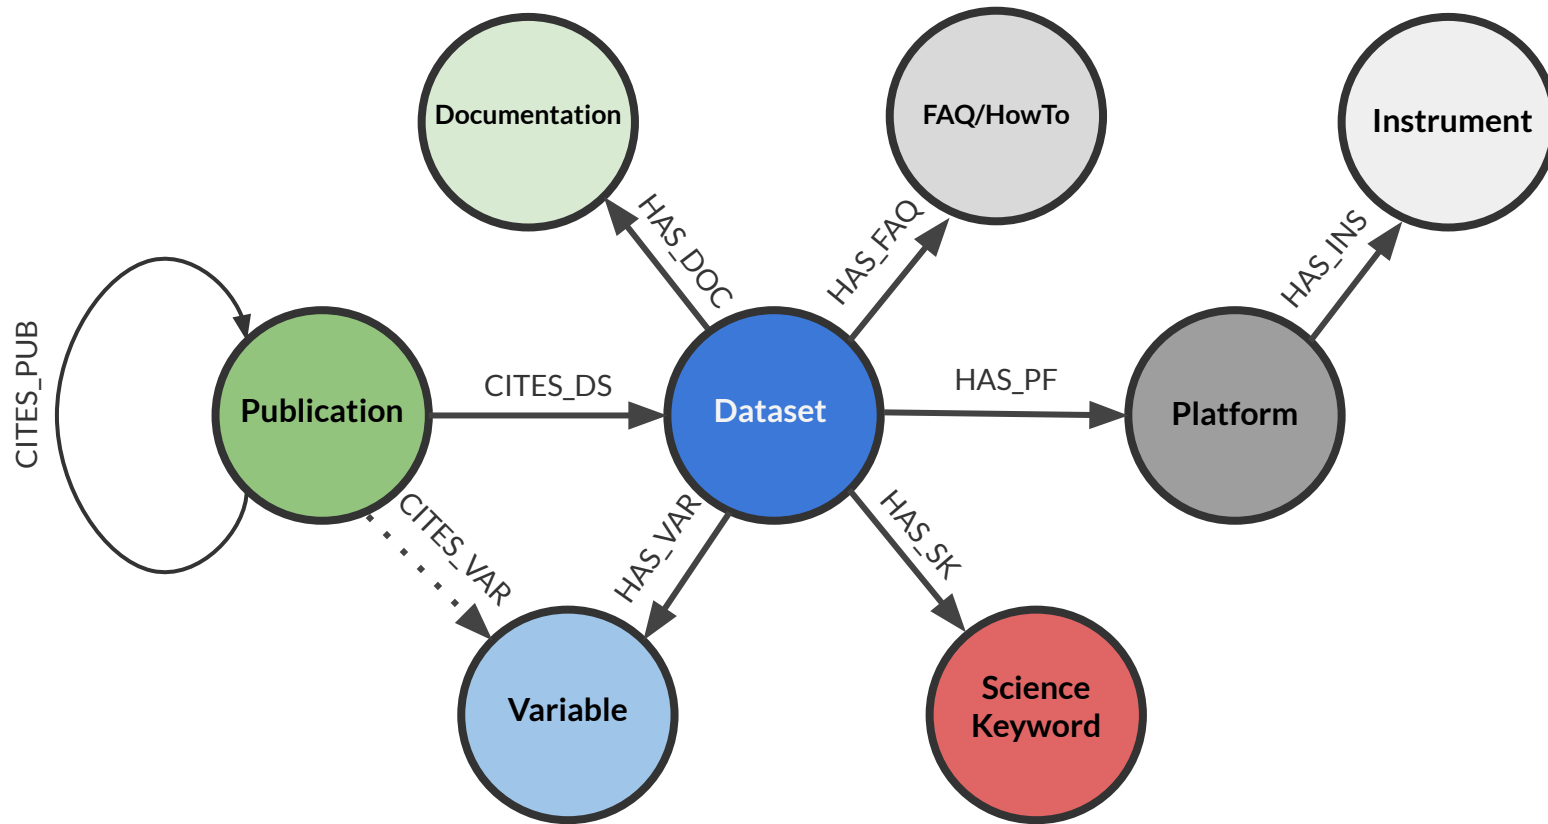 Documentation
FAQ/HowTo
Instrument
HAS_DOC
HAS_FAQ
HAS_INS
CITES_PUB
Publication
CITES_DS
Dataset
HAS_PF
Platform
CITES_VAR
HAS_VAR
HAS_SK
Variable
Science
Keyword